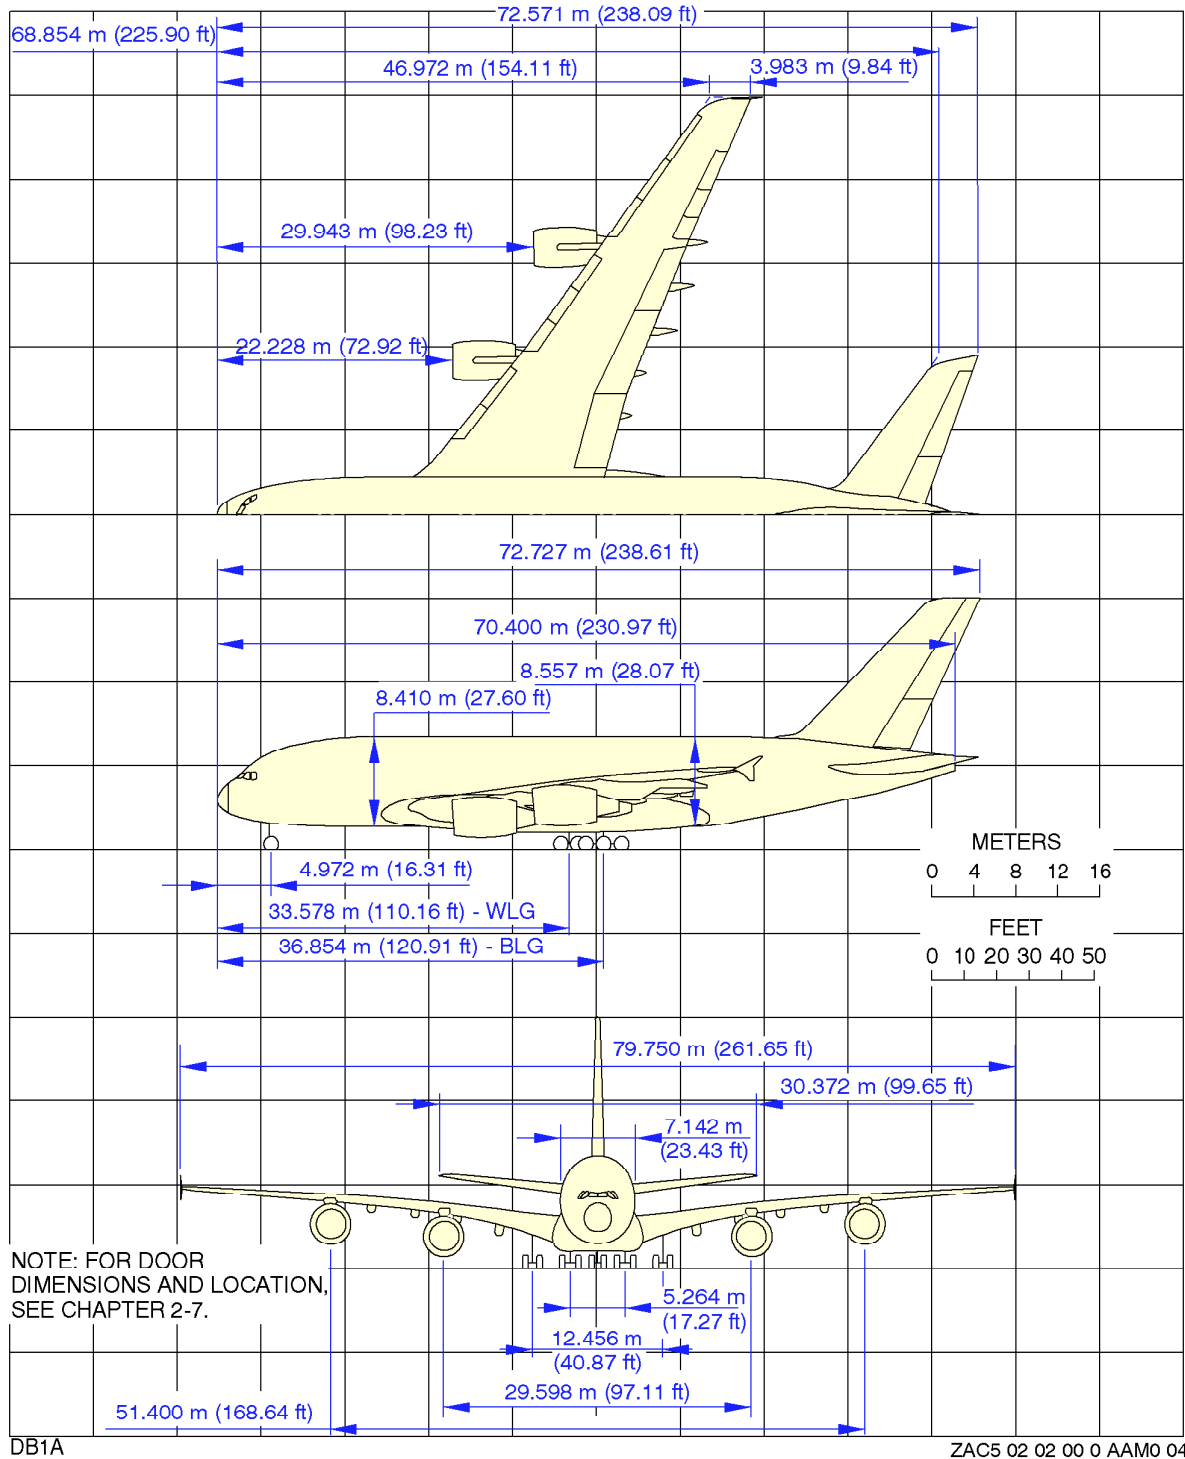 72.571 m (238.09 ft)
68.854 m (225.90 ft)
46.972 m (154.11 ft)
3.983 m (9.84 ft)
29.943 m (98.23 ft)
22.228 m (72.92 ft)
72.727 m (238.61 ft)
70.400 m (230.97 ft)
8.557 m (28.07 ft)
8.410 m (27.60 ft)
4.972 m (16.31 ft)
33.578 m (110.16 ft) - WLG
36.854 m (120.91 ft) - BLG
METERS
0 4 8 12 16
FEET
0 10 20 30 40 50
79.750 m (261.65 ft)
30.372 m (99.65 ft)
7.142 m
(23.43 ft)
NOTE: FOR DOOR
DIMENSIONS AND LOCATION,
SEE CHAPTER 2-7.
5.264 m
(17.27 ft)
12.456 m
(40.87 ft)
29.598 m (97.11 ft)
51.400 m (168.64 ft)
DB1A
ZAC5 02 02 00 0 AAM0 04